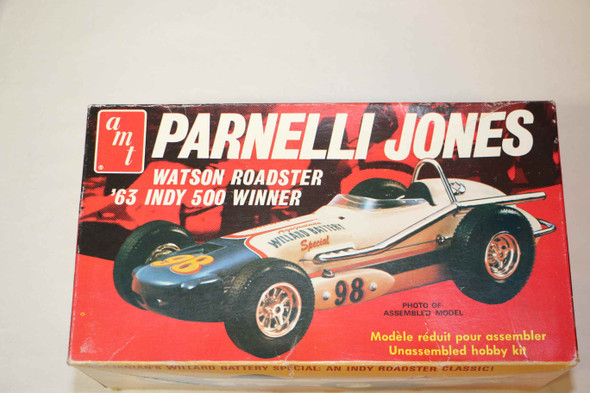 amt
PARNELLI JONES
WATSON ROADSTER
'63 INDY 500 WINNER
WILLARD BATTERY
Special
98
98
PHOTO OF
ASSEMBLED MODEL
Modèle réduit pour assembler
Unassembled hobby kit
WILLARD BATTERY SPECIAL: AN INDY ROADSTER CLASSIC!